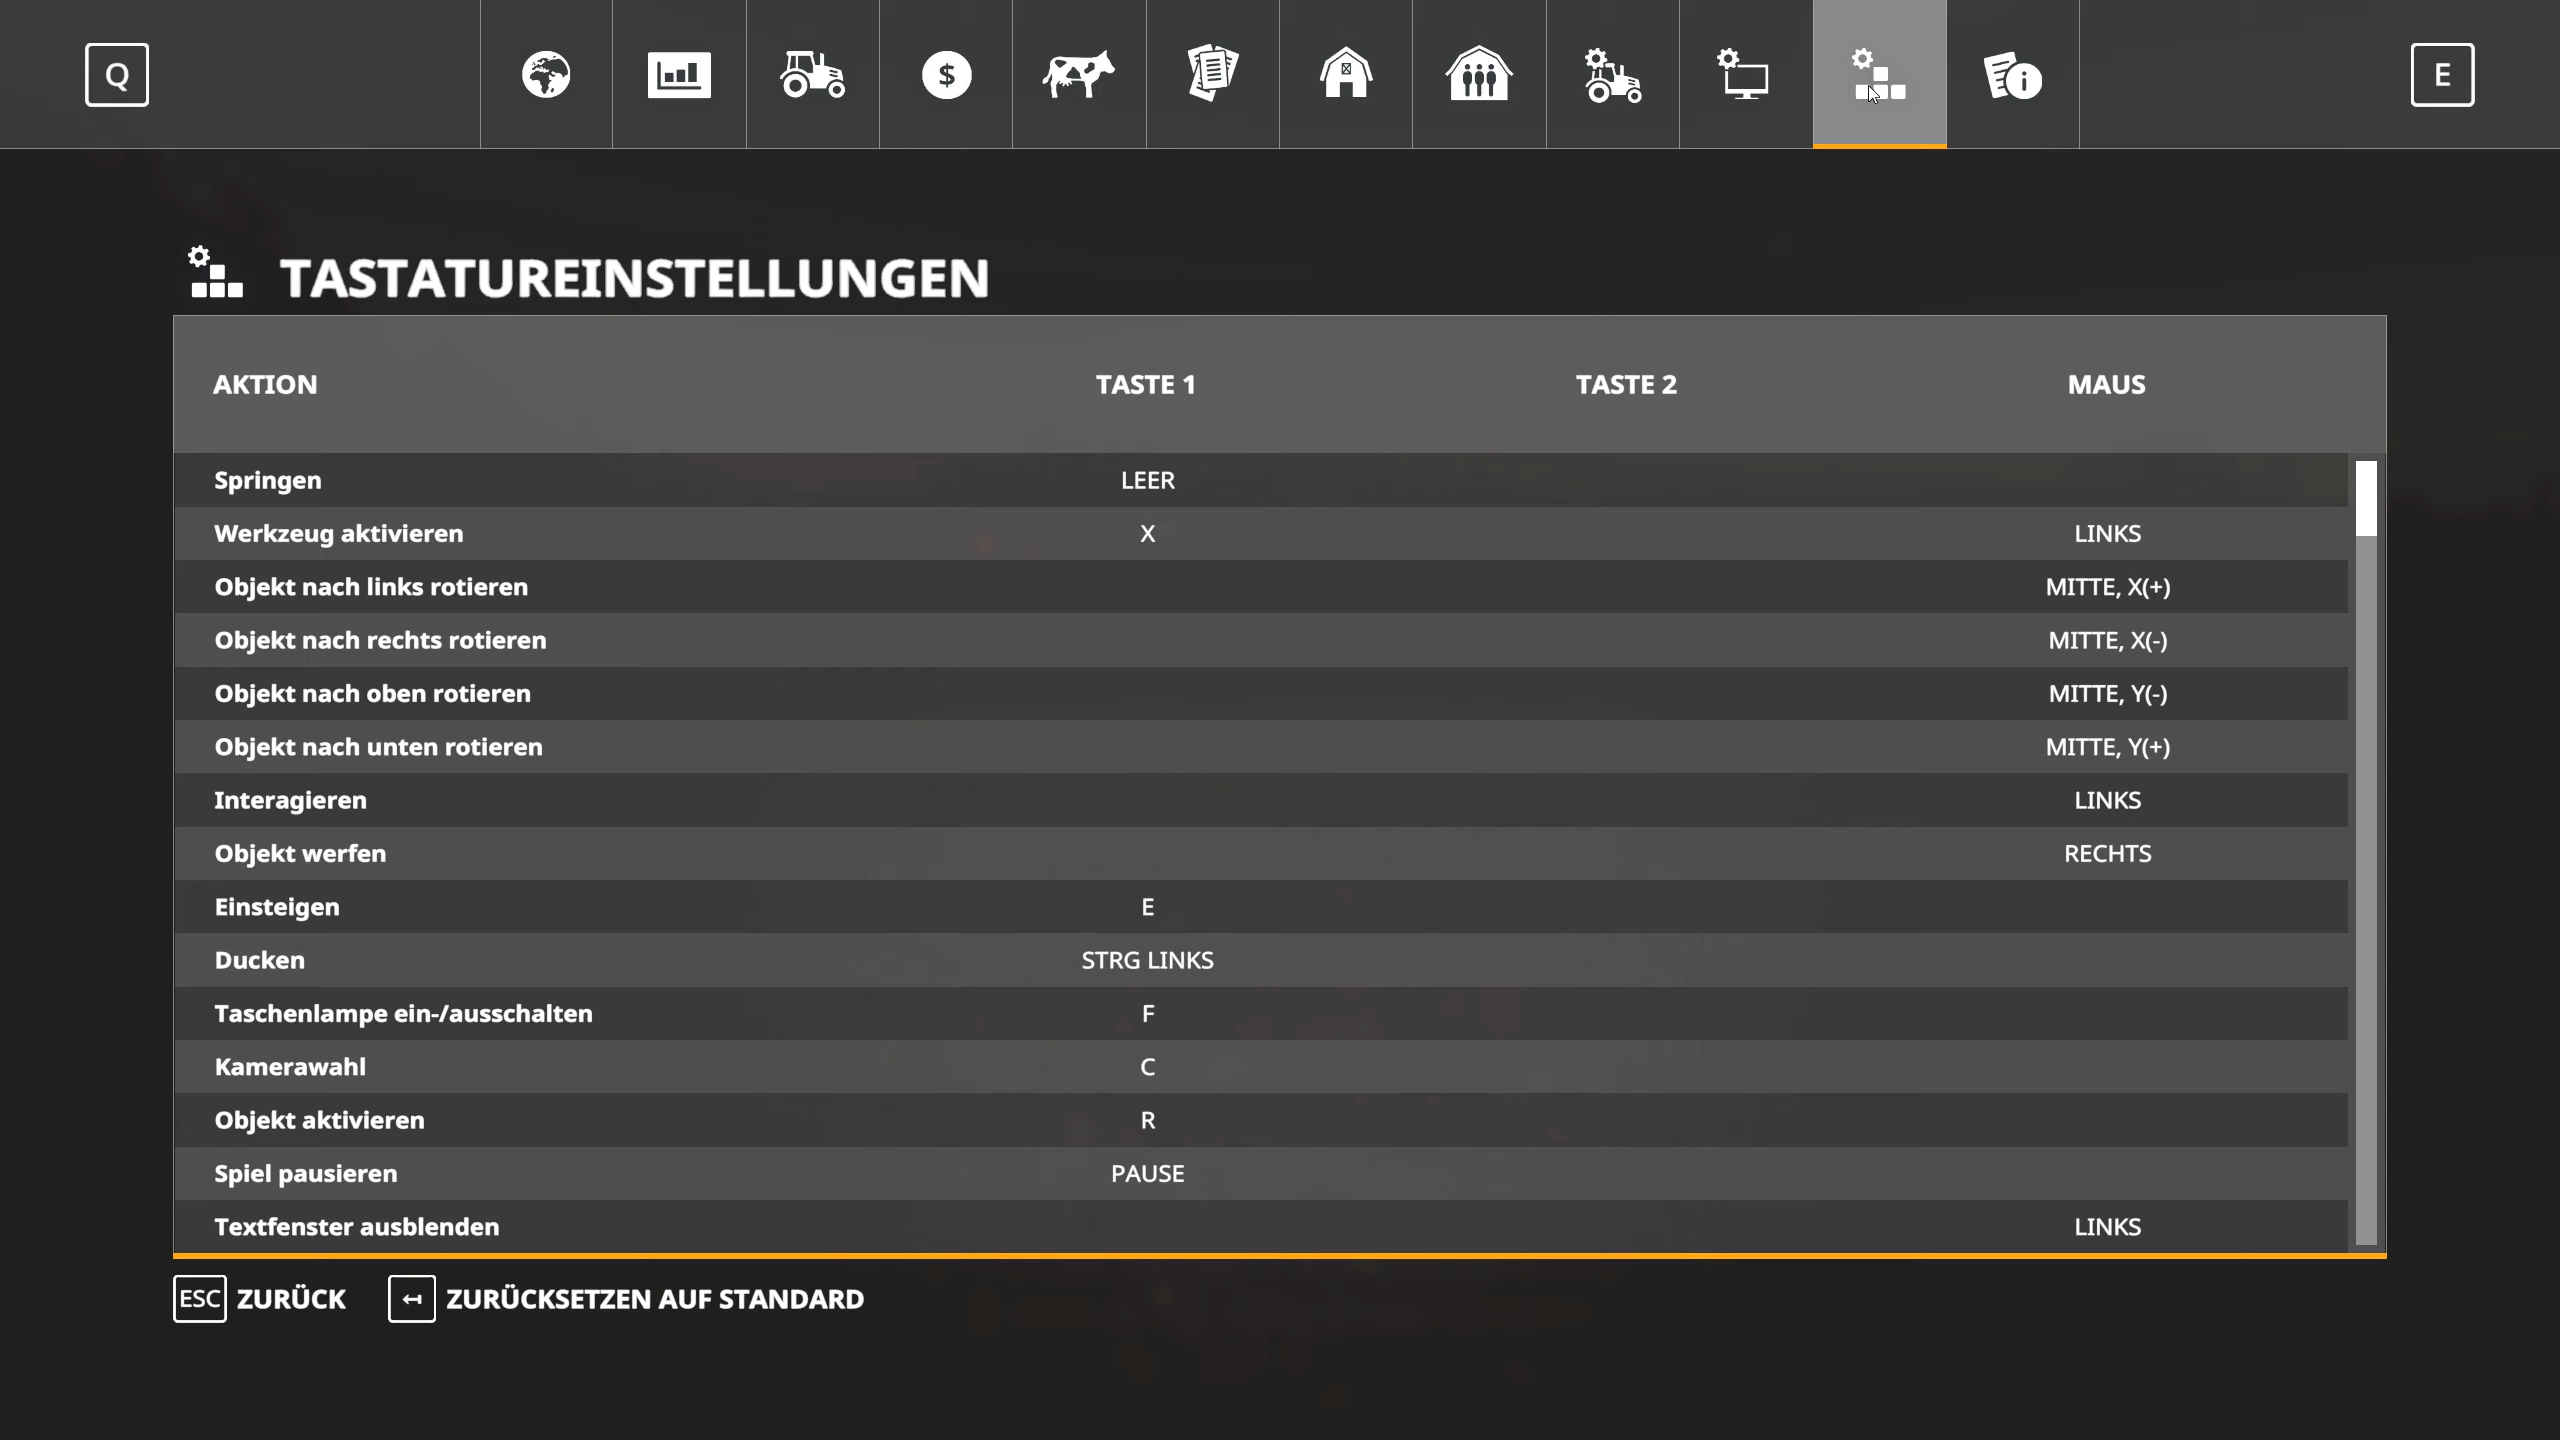 Q
$
E
TASTATUREINSTELLUNGEN
AKTION TASTE 1 TASTE 2 MAUS
Springen LEER
Werkzeug aktivieren X LINKS
Objekt nach links rotieren MITTE, X(+)
Objekt nach rechts rotieren MITTE, X(-)
Objekt nach oben rotieren MITTE, Y(-)
Objekt nach unten rotieren MITTE, Y(+)
Interagieren LINKS
Objekt werfen RECHTS
Einsteigen E
Ducken STRG LINKS
Taschenlampe ein-/ausschalten F
Kamerawahl C
Objekt aktivieren R
Spiel pausieren PAUSE
Textfenster ausblenden LINKS
ESC ZURÜCK ZURÜCKSETZEN AUF STANDARD